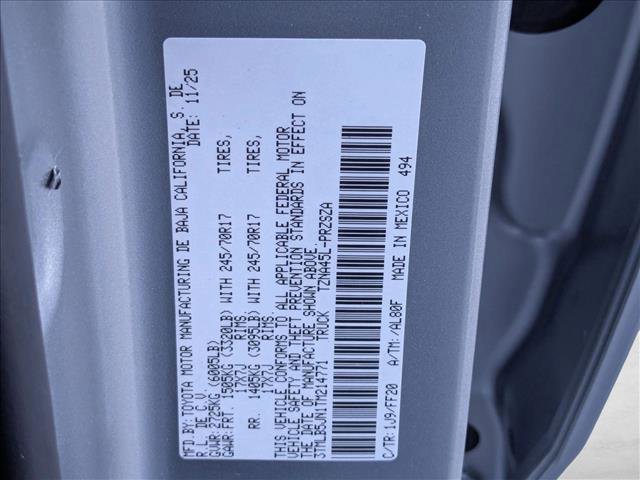 MFD.BY:TOYOTA MOTOR MANUFACTURING DE BAJA CALIFORNIA, S. DE
R. L. DE C.V. DATE: 11/25
GVWR: 2725KG (6005LB)
GAWR:FRT. 1505KG (3320LB) WITH 245/70R17 TIRES,
17X7J RIMS.
RR. 1405KG (3095LB) WITH 245/70R17 TIRES,
17X7J RIMS.
THIS VEHICLE CONFORMS TO ALL APPLICABLE FEDERAL MOTOR
VEHICLE SAFETY AND THEFT PREVENTION STANDARDS IN EFFECT ON
THE DATE OF MANUFACTURE SHOWN ABOVE.
3TMLB5JN1TM214771 TRUCK TZNA45L-PRZSZA
C/TR:1J9/FF20 A/TM:/AL80F MADE IN MEXICO 494